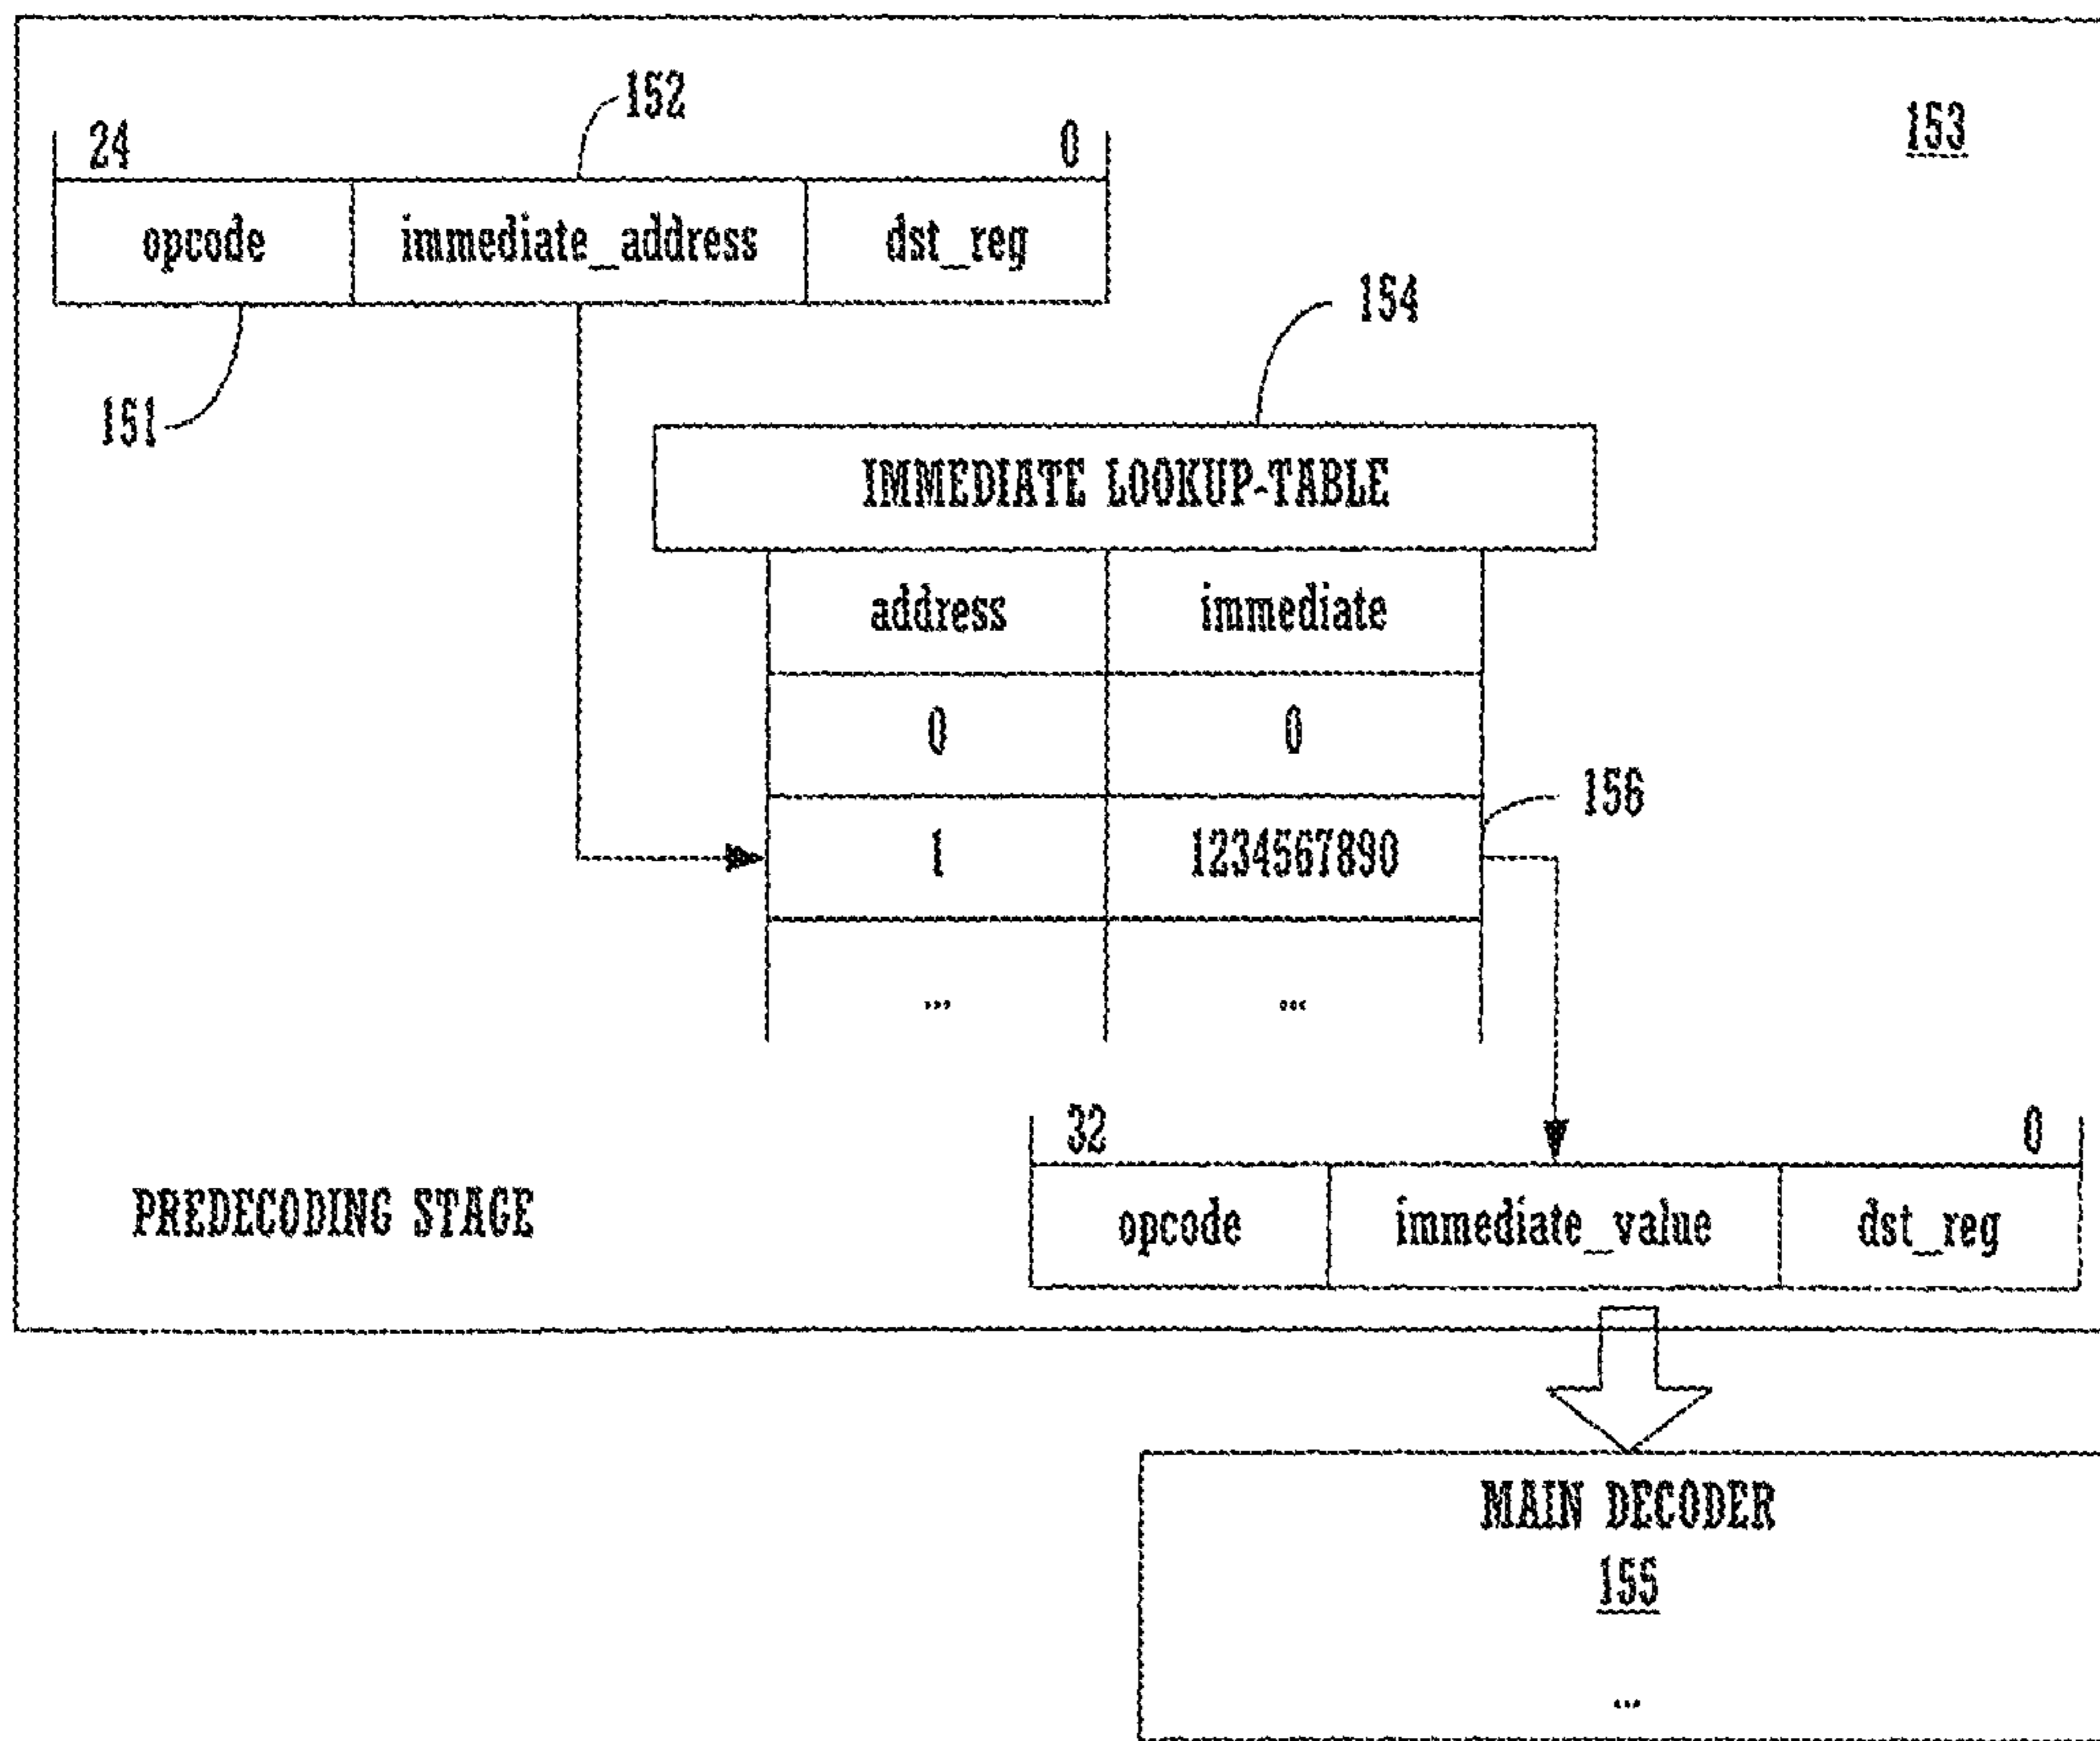 152
153
24 0
opcode immediate_address dst_reg
154
151
IMMEDIATE LOOKUP-TABLE
address immediate
0 0
156
1 1234567890
... ...
32 0
PREDECODING STAGE
opcode immediate_value dst_reg
MAIN DECODER
155
...